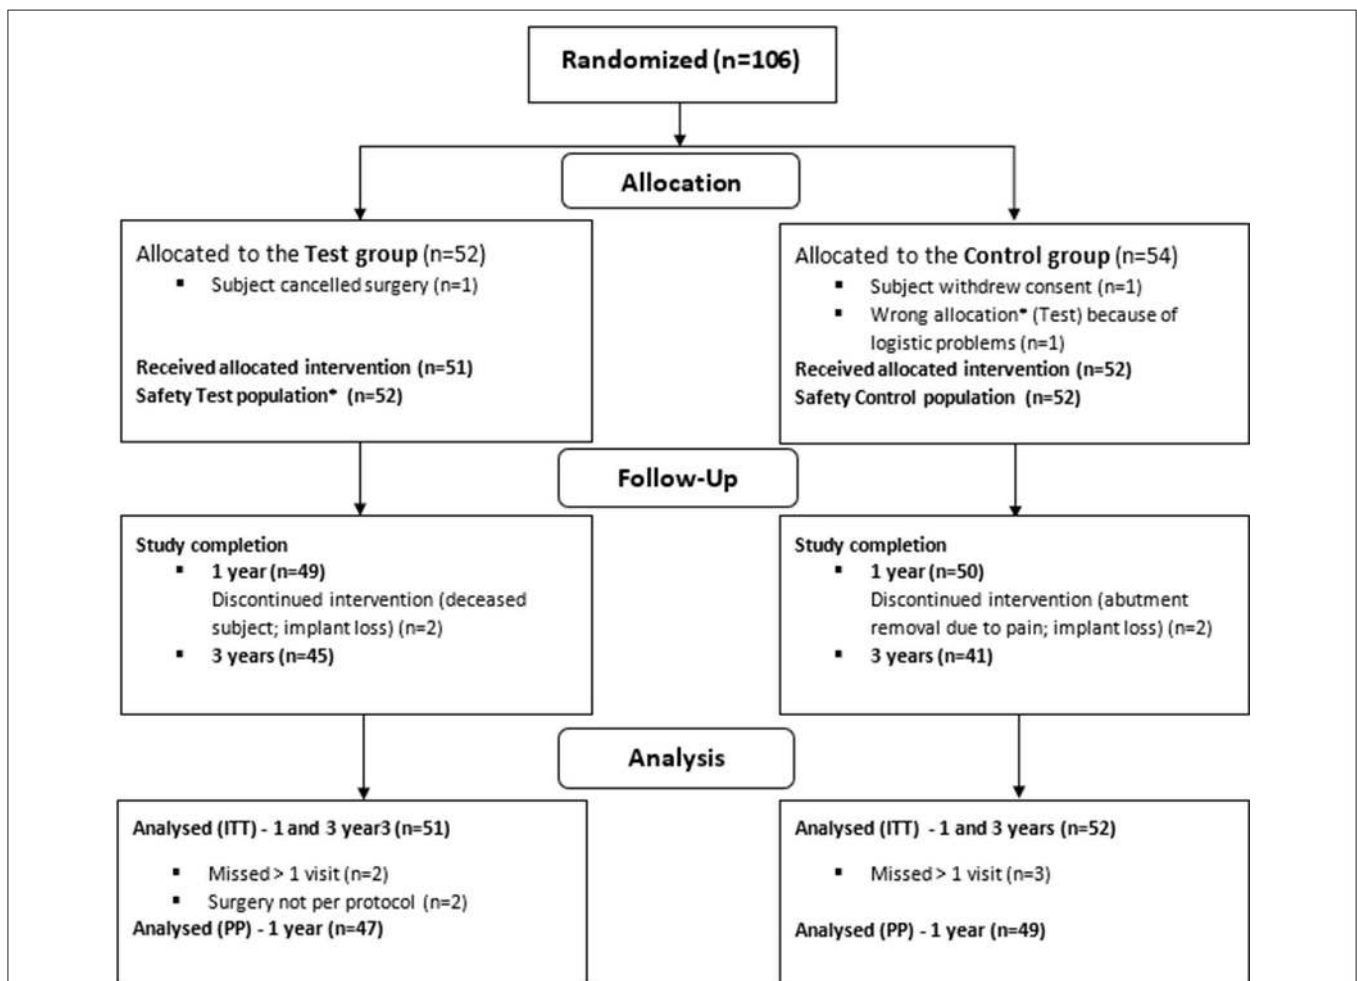 Randomized (n=106)
Allocation
Allocated to the Test group (n=52)
▪ Subject cancelled surgery (n=1)
Received allocated intervention (n=51)
Safety Test population* (n=52)
Allocated to the Control group (n=54)
▪ Subject withdrew consent (n=1)
▪ Wrong allocation* (Test) because of
logistic problems (n=1)
Received allocated intervention (n=52)
Safety Control population (n=52)
Follow-Up
Study completion
▪ 1 year (n=49)
Discontinued intervention (deceased
subject; implant loss) (n=2)
▪ 3 years (n=45)
Study completion
▪ 1 year (n=50)
Discontinued intervention (abutment
removal due to pain; implant loss) (n=2)
▪ 3 years (n=41)
Analysis
Analysed (ITT) - 1 and 3 year3 (n=51)
▪ Missed > 1 visit (n=2)
▪ Surgery not per protocol (n=2)
Analysed (PP) - 1 year (n=47)
Analysed (ITT) - 1 and 3 years (n=52)
▪ Missed > 1 visit (n=3)
Analysed (PP) - 1 year (n=49)